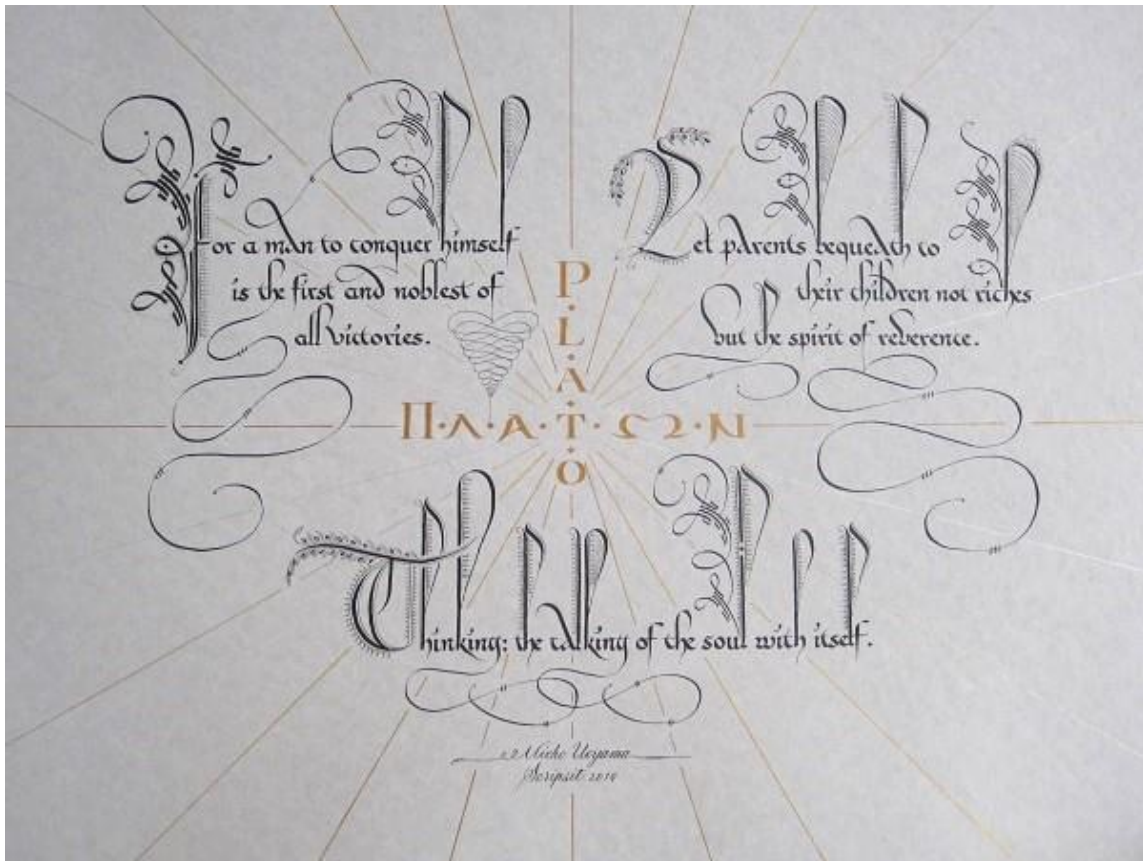 For a man to conquer himself
is the first and noblest of
all victories.
Let parents bequeath to
their children not riches
but the spirit of reverence.
P·L·A·T·O
Π·Λ·Α·Τ·Ω·Ν
Thinking: the talking of the soul with itself.
Ueyama
Scripsit